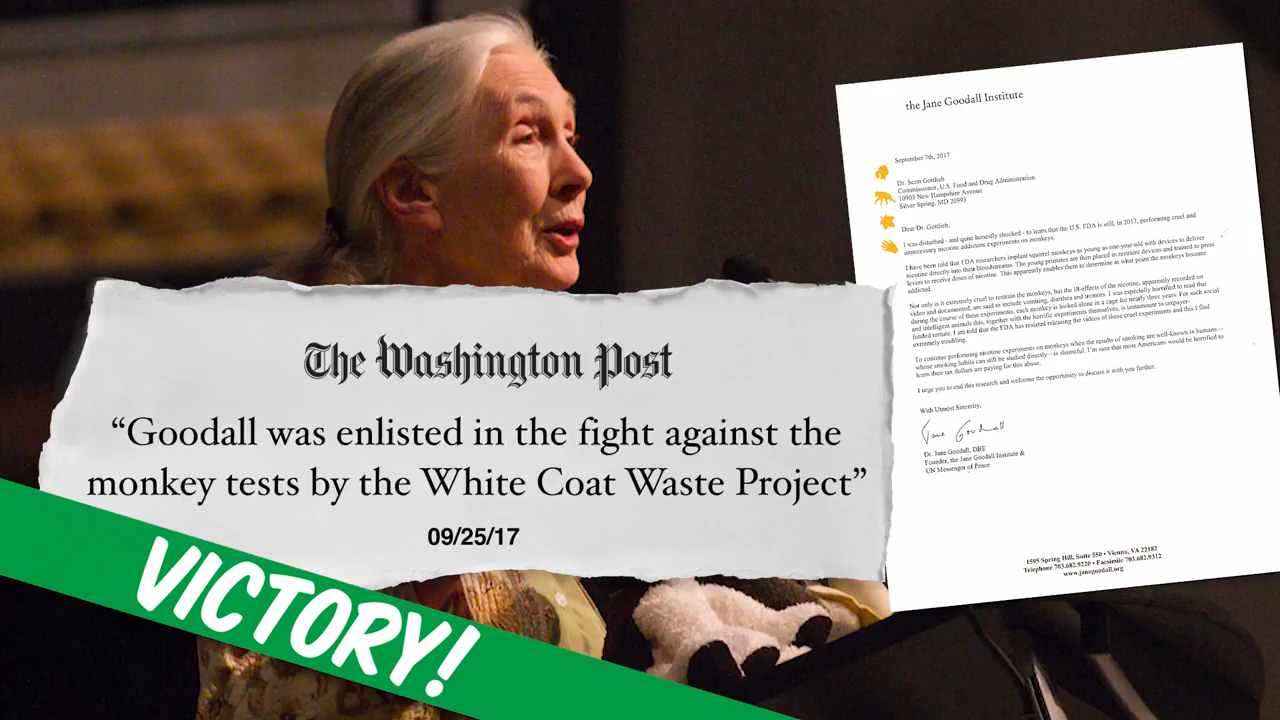 the Jane Goodall Institute
September 7th, 2017
Dr. Scott Gottlieb
Commissioner, U.S. Food and Drug Administration
10903 New Hampshire Avenue
Silver Spring, MD 20993
Dear Dr. Gottlieb,
I was disturbed - and quite honestly shocked - to learn that the U.S. FDA is still, in 2017, performing cruel and
unnecessary nicotine addiction experiments on monkeys.
I have been told that FDA researchers implant squirrel monkeys as young as one-year-old with devices to deliver
nicotine directly into their bloodstreams. The young primates are then placed in restraint devices and trained to press
levers to receive doses of nicotine. This apparently enables them to determine at what point the monkeys become
addicted.
Not only is it extremely cruel to restrain the monkeys, but the ill-effects of the nicotine, apparently recorded on
video and documented, are said to include vomiting, diarrhea and tremors. I was especially horrified to read that
during the course of these experiments, each monkey is locked alone in a cage for nearly three years. For such social
and intelligent animals this, together with the horrific experiments themselves, is tantamount to taxpayer-
funded torture. I am told that the FDA has resisted releasing the videos of these cruel experiments and this I find
extremely troubling.
To continue performing nicotine experiments on monkeys when the results of smoking are well-known in humans—
whose smoking habits can still be studied directly—is shameful. I'm sure that most Americans would be horrified to
learn their tax dollars are paying for this abuse.
I urge you to end this research and welcome the opportunity to discuss it with you further.
With Utmost Sincerity,
Jane Goodall
Dr. Jane Goodall, DBE
Founder, the Jane Goodall Institute &
UN Messenger of Peace
1595 Spring Hill, Suite 550 • Vienna, VA 22182
Telephone 703.682.9220 • Facsimile 703.682.9312
www.janegoodall.org
The Washington Post
“Goodall was enlisted in the fight against the
monkey tests by the White Coat Waste Project”
09/25/17
VICTORY!